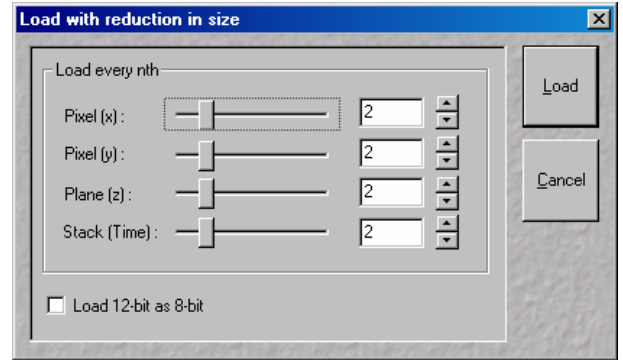 Load with reduction in size
Load every nth
Pixel (x) : 2
Pixel (y) : 2
Plane (z) : 2
Stack (Time) : 2
Load 12-bit as 8-bit
Load
Cancel